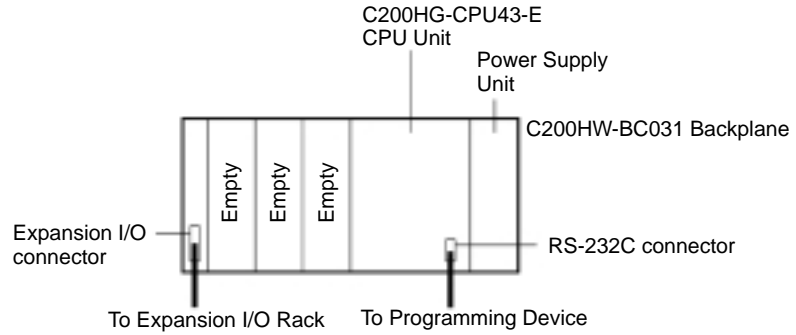 C200HG-CPU43-E
CPU Unit
Power Supply
Unit
C200HW-BC031 Backplane
Empty
Empty
Empty
Expansion I/O
connector
RS-232C connector
To Expansion I/O Rack
To Programming Device